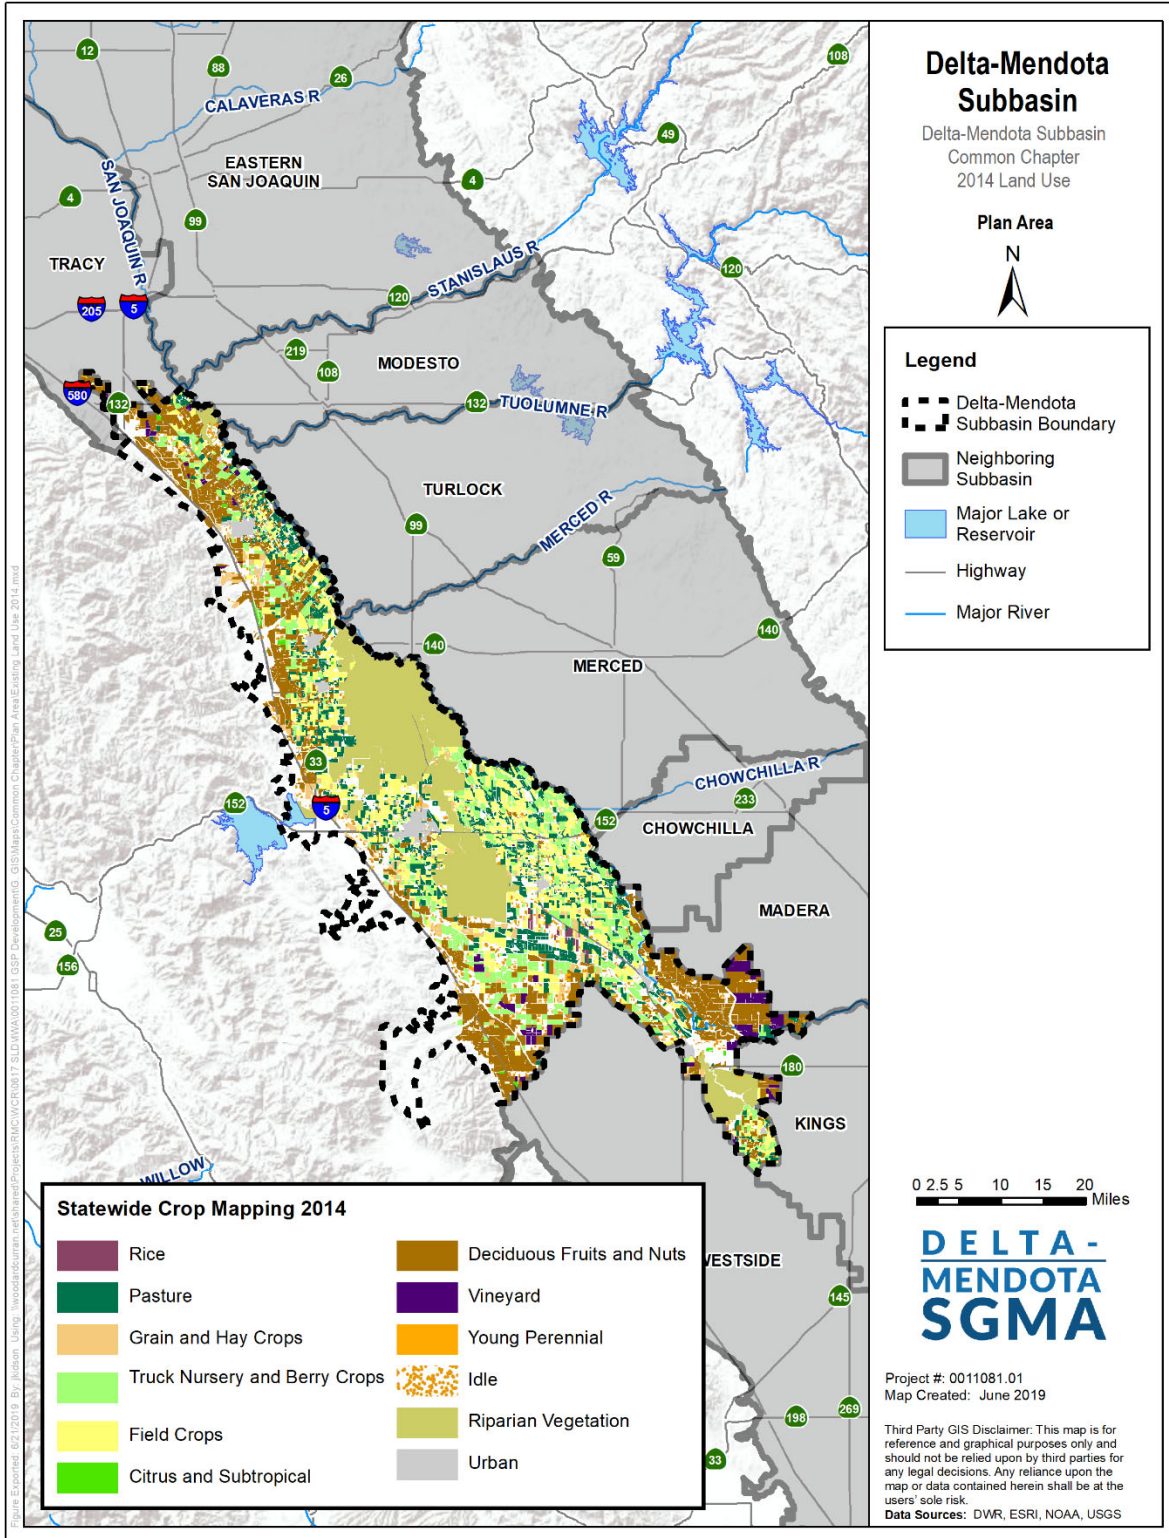 Delta-Mendota
Subbasin
Delta-Mendota Subbasin
Common Chapter
2014 Land Use
Plan Area
N
Legend
Delta-Mendota
Subbasin Boundary
Neighboring
Subbasin
Major Lake or
Reservoir
Highway
Major River
12
88
26
108
CALAVERAS R
49
EASTERN
SAN JOAQUIN
4
4
SAN JOAQUIN R
99
TRACY
STANISLAUS R
120
205
5
120
219
MODESTO
108
580
132
132
TUOLUMNE R
TURLOCK
99
MERCED R
59
140
140
MERCED
33
CHOWCHILLA R
152
5
233
152
CHOWCHILLA
MADERA
25
156
180
KINGS
WILLOW
WESTSIDE
145
198
269
33
Statewide Crop Mapping 2014
Rice
Pasture
Grain and Hay Crops
Truck Nursery and Berry Crops
Field Crops
Citrus and Subtropical
Deciduous Fruits and Nuts
Vineyard
Young Perennial
Idle
Riparian Vegetation
Urban
0 2.5 5 10 15 20
Miles
DELTA-
MENDOTA
SGMA
Project #: 0011081.01
Map Created: June 2019
Third Party GIS Disclaimer: This map is for
reference and graphical purposes only and
should not be relied upon by third parties for
any legal decisions. Any reliance upon the
map or data contained herein shall be at the
users' sole risk.
Data Sources: DWR, ESRI, NOAA, USGS